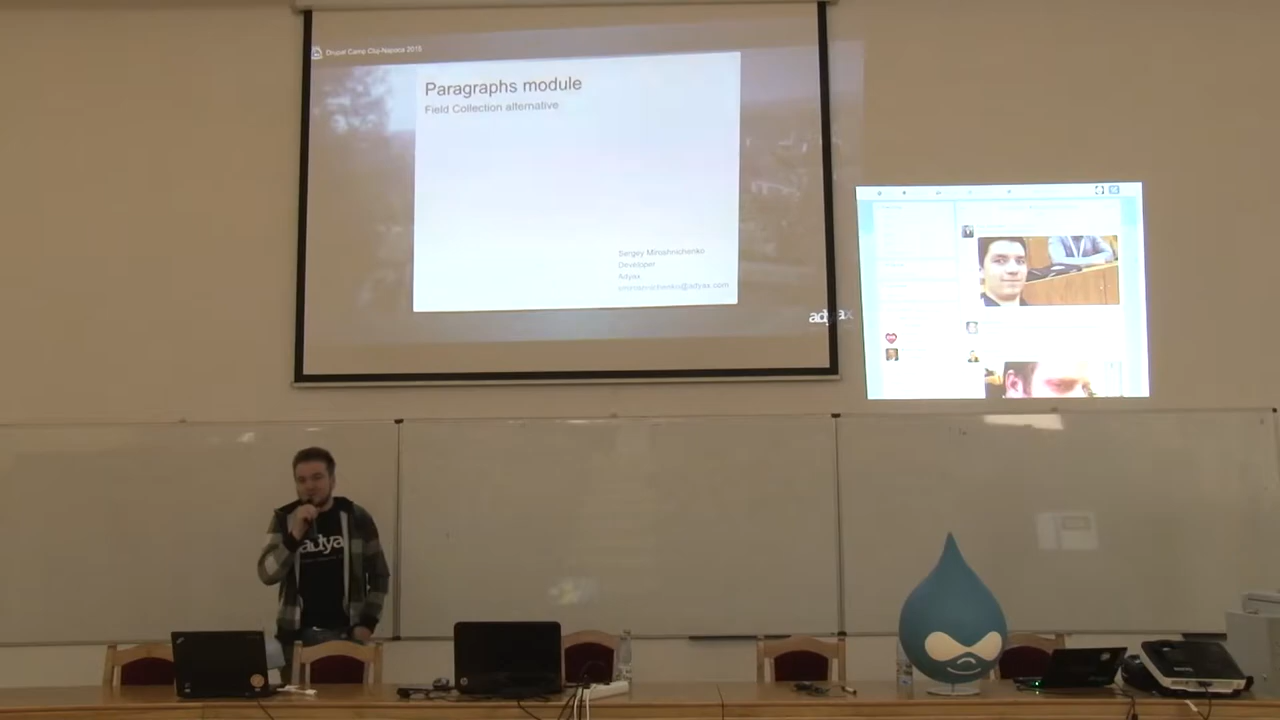 Drupal Camp Cluj-Napoca 2015
Paragraphs module
Field Collection alternative
Sergey Miroshnichenko
Developer
Adyax
adyax
adyax